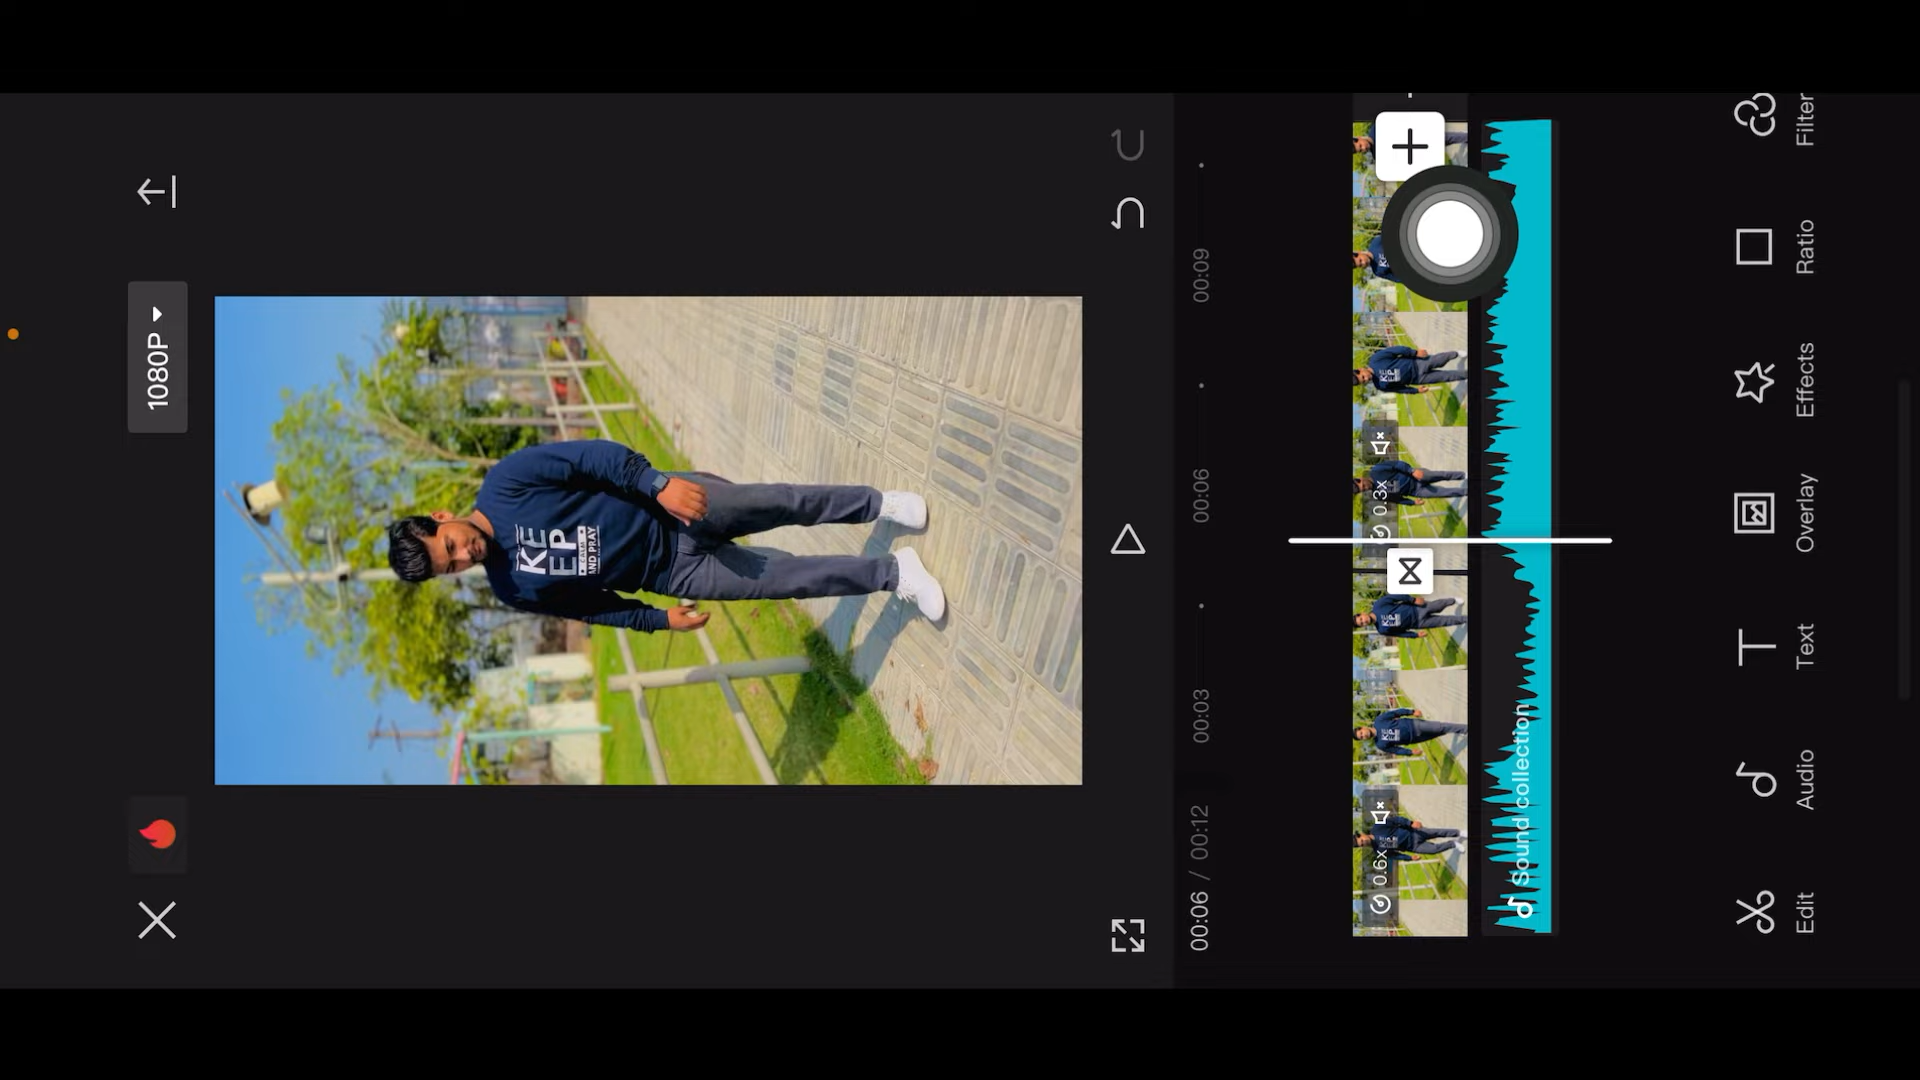 1080P
KE
EP
CALM
AND PRAY
00:06 / 00:12
00:03
00:06
00:09
0.6x
0.3x
Sound collection
Edit
Audio
Text
Overlay
Effects
Ratio
Filter